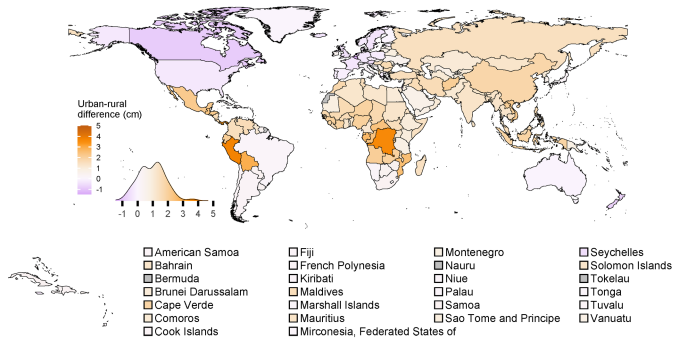 Urban-rural
difference (cm)
5
4
3
2
1
0
-1
-1 0 1 2 3 4 5
American Samoa Fiji Montenegro Seychelles
Bahrain French Polynesia Nauru Solomon Islands
Bermuda Kiribati Niue Tokelau
Brunei Darussalam Maldives Palau Tonga
Cape Verde Marshall Islands Samoa Tuvalu
Comoros Mauritius Sao Tome and Principe Vanuatu
Cook Islands Mirconesia, Federated States of